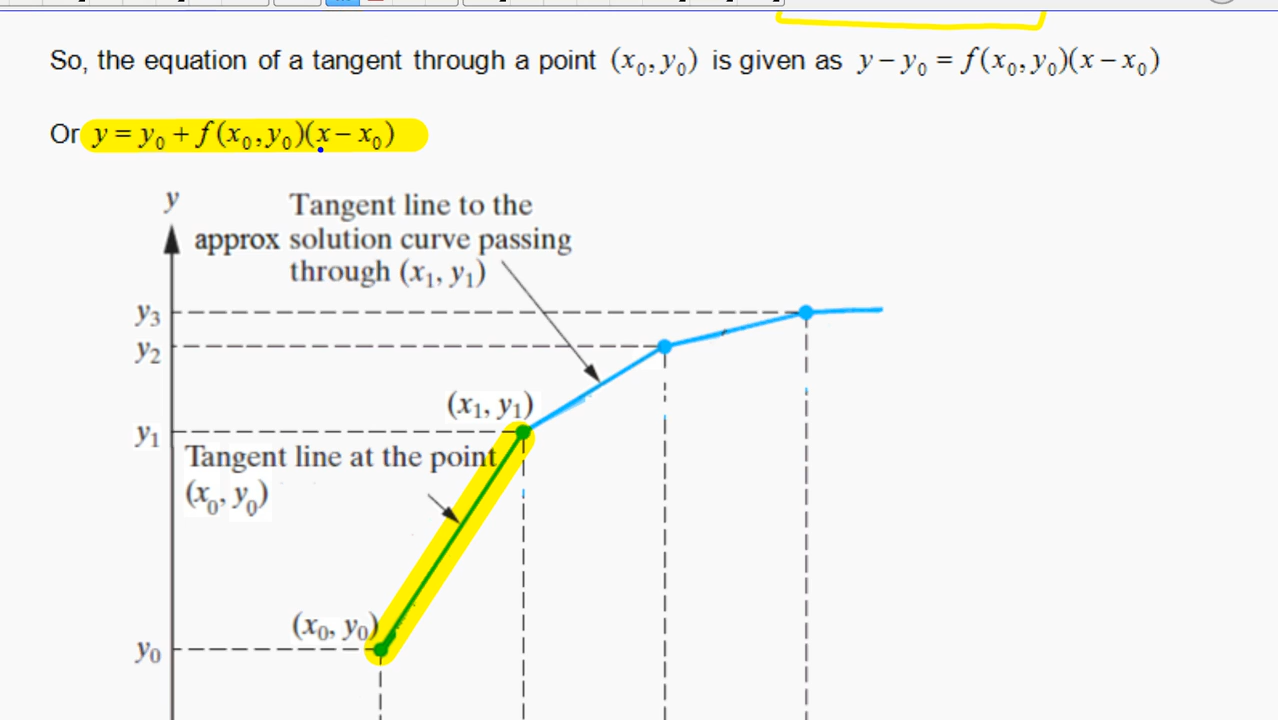 So, the equation of a tangent through a point (x₀, y₀) is given as y − y₀ = f(x₀, y₀)(x − x₀)
Or y = y₀ + f(x₀, y₀)(x − x₀)
y
Tangent line to the
approx solution curve passing
through (x₁, y₁)
y₃
y₂
(x₁, y₁)
y₁
Tangent line at the point
(x₀, y₀)
(x₀, y₀)
y₀